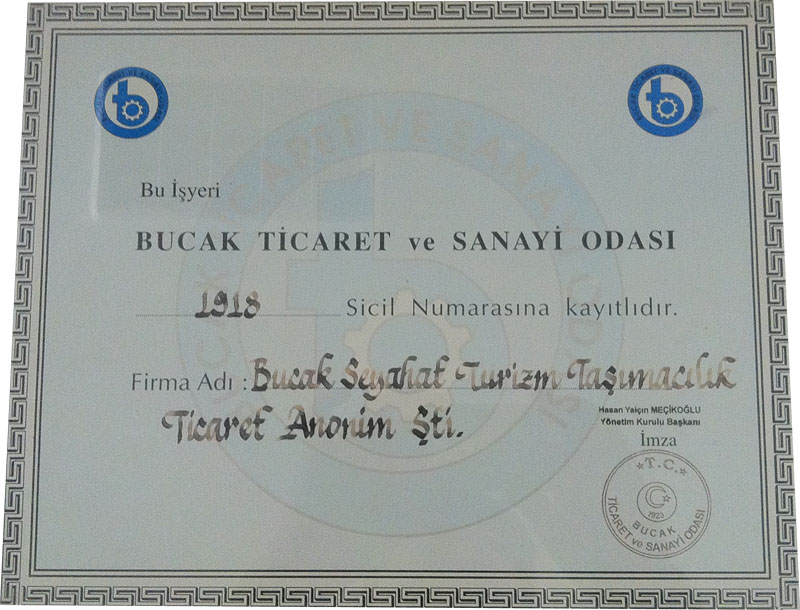 Bu İşyeri
BUCAK TİCARET ve SANAYİ ODASI
1918 Sicil Numarasına kayıtlıdır.
Firma Adı : Bucak Seyahat Turizm Taşımacılık
Ticaret Anonim Şti.
Hasan Yalçın MEÇİKOĞLU
Yönetim Kurulu Başkanı
İmza
T.C.
1923
BUCAK
TİCARET ve SANAYİ ODASI